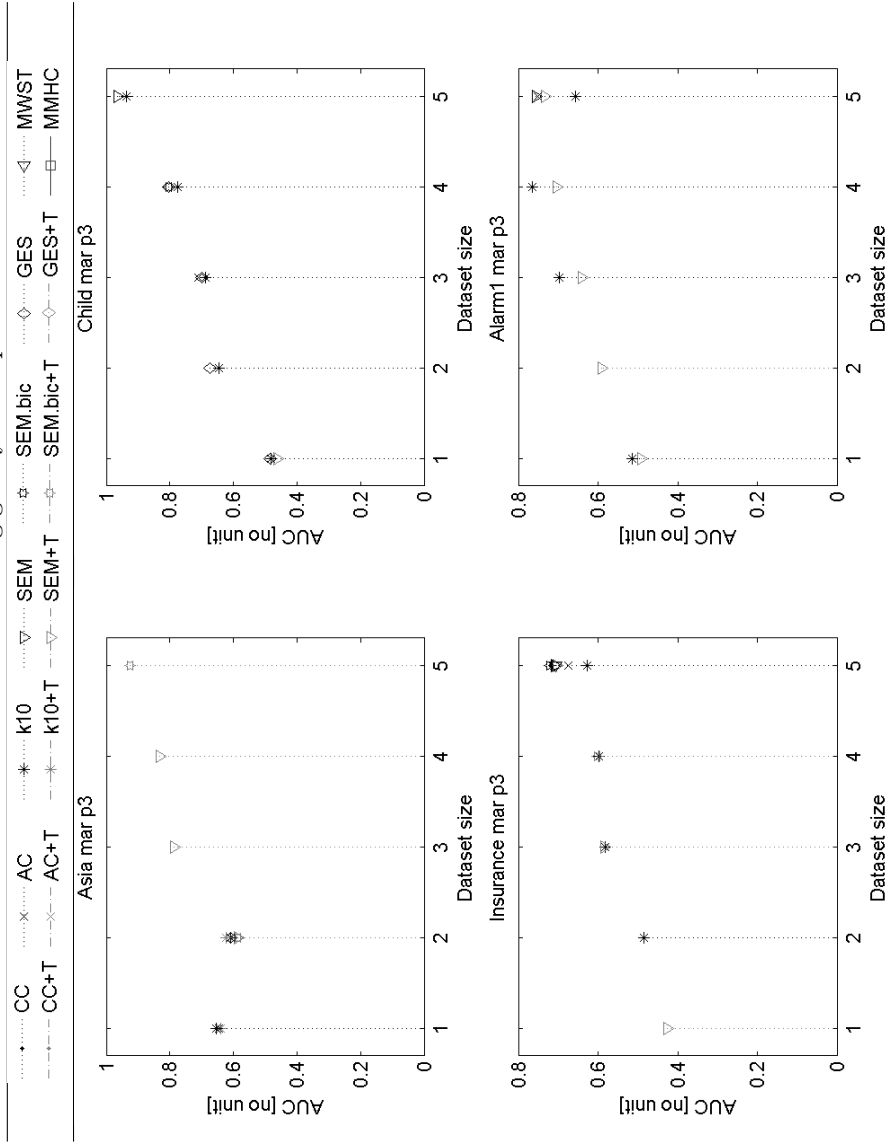 CC AC k10 SEM SEM.bic GES MWST
CC+T AC+T k10+T SEM+T SEM.bic+T GES+T MMHC
Asia mar p3
1
0.8
0.6
0.4
0.2
0
AUC [no unit]
1 2 3 4 5
Dataset size
Child mar p3
1
0.8
0.6
0.4
0.2
0
AUC [no unit]
1 2 3 4 5
Dataset size
Insurance mar p3
0.8
0.6
0.4
0.2
0
AUC [no unit]
1 2 3 4 5
Dataset size
Alarm1 mar p3
0.8
0.6
0.4
0.2
0
AUC [no unit]
1 2 3 4 5
Dataset size